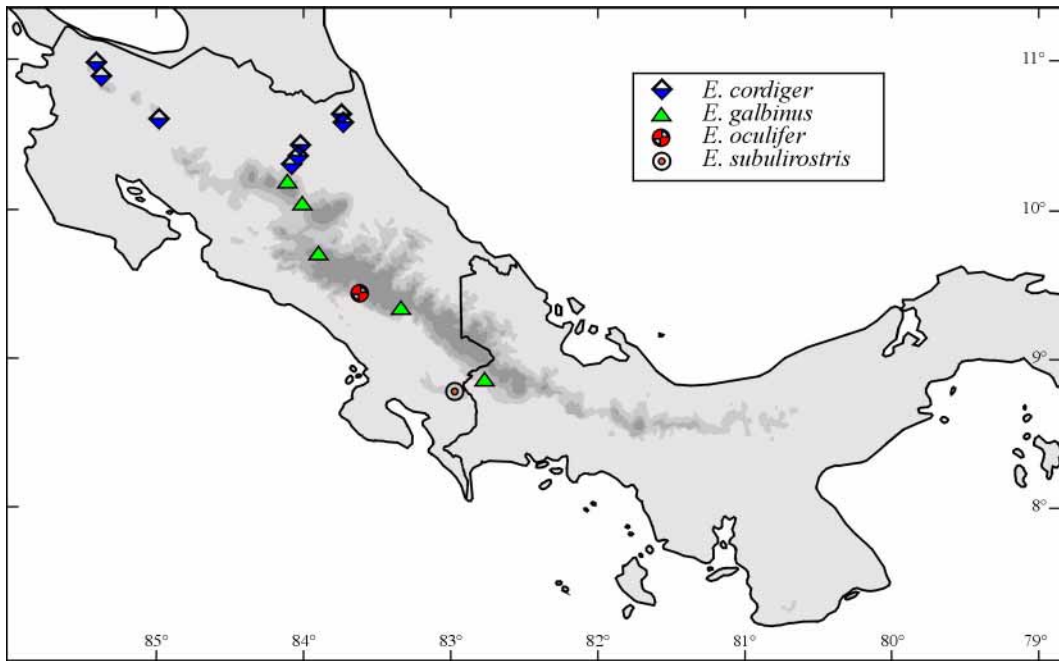 11°
E. cordiger
E. galbinus
E. oculifer
E. subulirostris
10°
9°
8°
85°
84°
83°
82°
81°
80°
79°